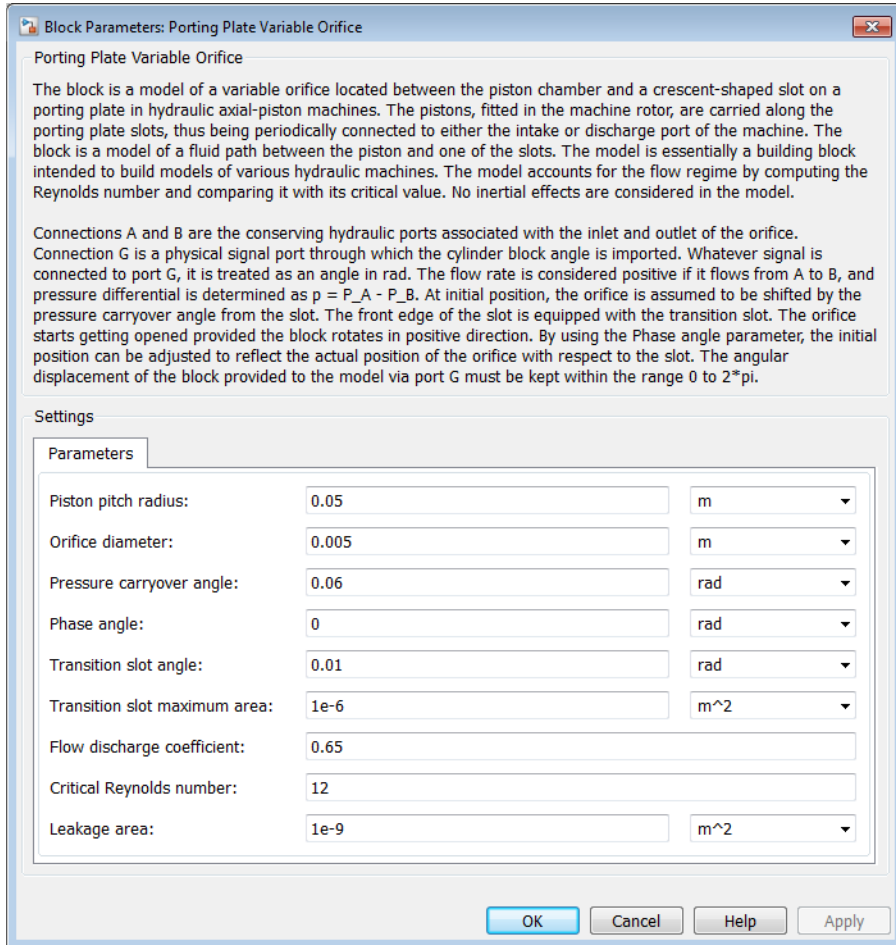 Block Parameters: Porting Plate Variable Orifice
Porting Plate Variable Orifice
The block is a model of a variable orifice located between the piston chamber and a crescent-shaped slot on a
porting plate in hydraulic axial-piston machines. The pistons, fitted in the machine rotor, are carried along the
porting plate slots, thus being periodically connected to either the intake or discharge port of the machine. The
block is a model of a fluid path between the piston and one of the slots. The model is essentially a building block
intended to build models of various hydraulic machines. The model accounts for the flow regime by computing the
Reynolds number and comparing it with its critical value. No inertial effects are considered in the model.
Connections A and B are the conserving hydraulic ports associated with the inlet and outlet of the orifice.
Connection G is a physical signal port through which the cylinder block angle is imported. Whatever signal is
connected to port G, it is treated as an angle in rad. The flow rate is considered positive if it flows from A to B, and
pressure differential is determined as p = P_A - P_B. At initial position, the orifice is assumed to be shifted by the
pressure carryover angle from the slot. The front edge of the slot is equipped with the transition slot. The orifice
starts getting opened provided the block rotates in positive direction. By using the Phase angle parameter, the initial
position can be adjusted to reflect the actual position of the orifice with respect to the slot. The angular
displacement of the block provided to the model via port G must be kept within the range 0 to 2*pi.
Settings
Parameters
Piston pitch radius: 0.05 m
Orifice diameter: 0.005 m
Pressure carryover angle: 0.06 rad
Phase angle: 0 rad
Transition slot angle: 0.01 rad
Transition slot maximum area: 1e-6 m^2
Flow discharge coefficient: 0.65
Critical Reynolds number: 12
Leakage area: 1e-9 m^2
OK Cancel Help Apply